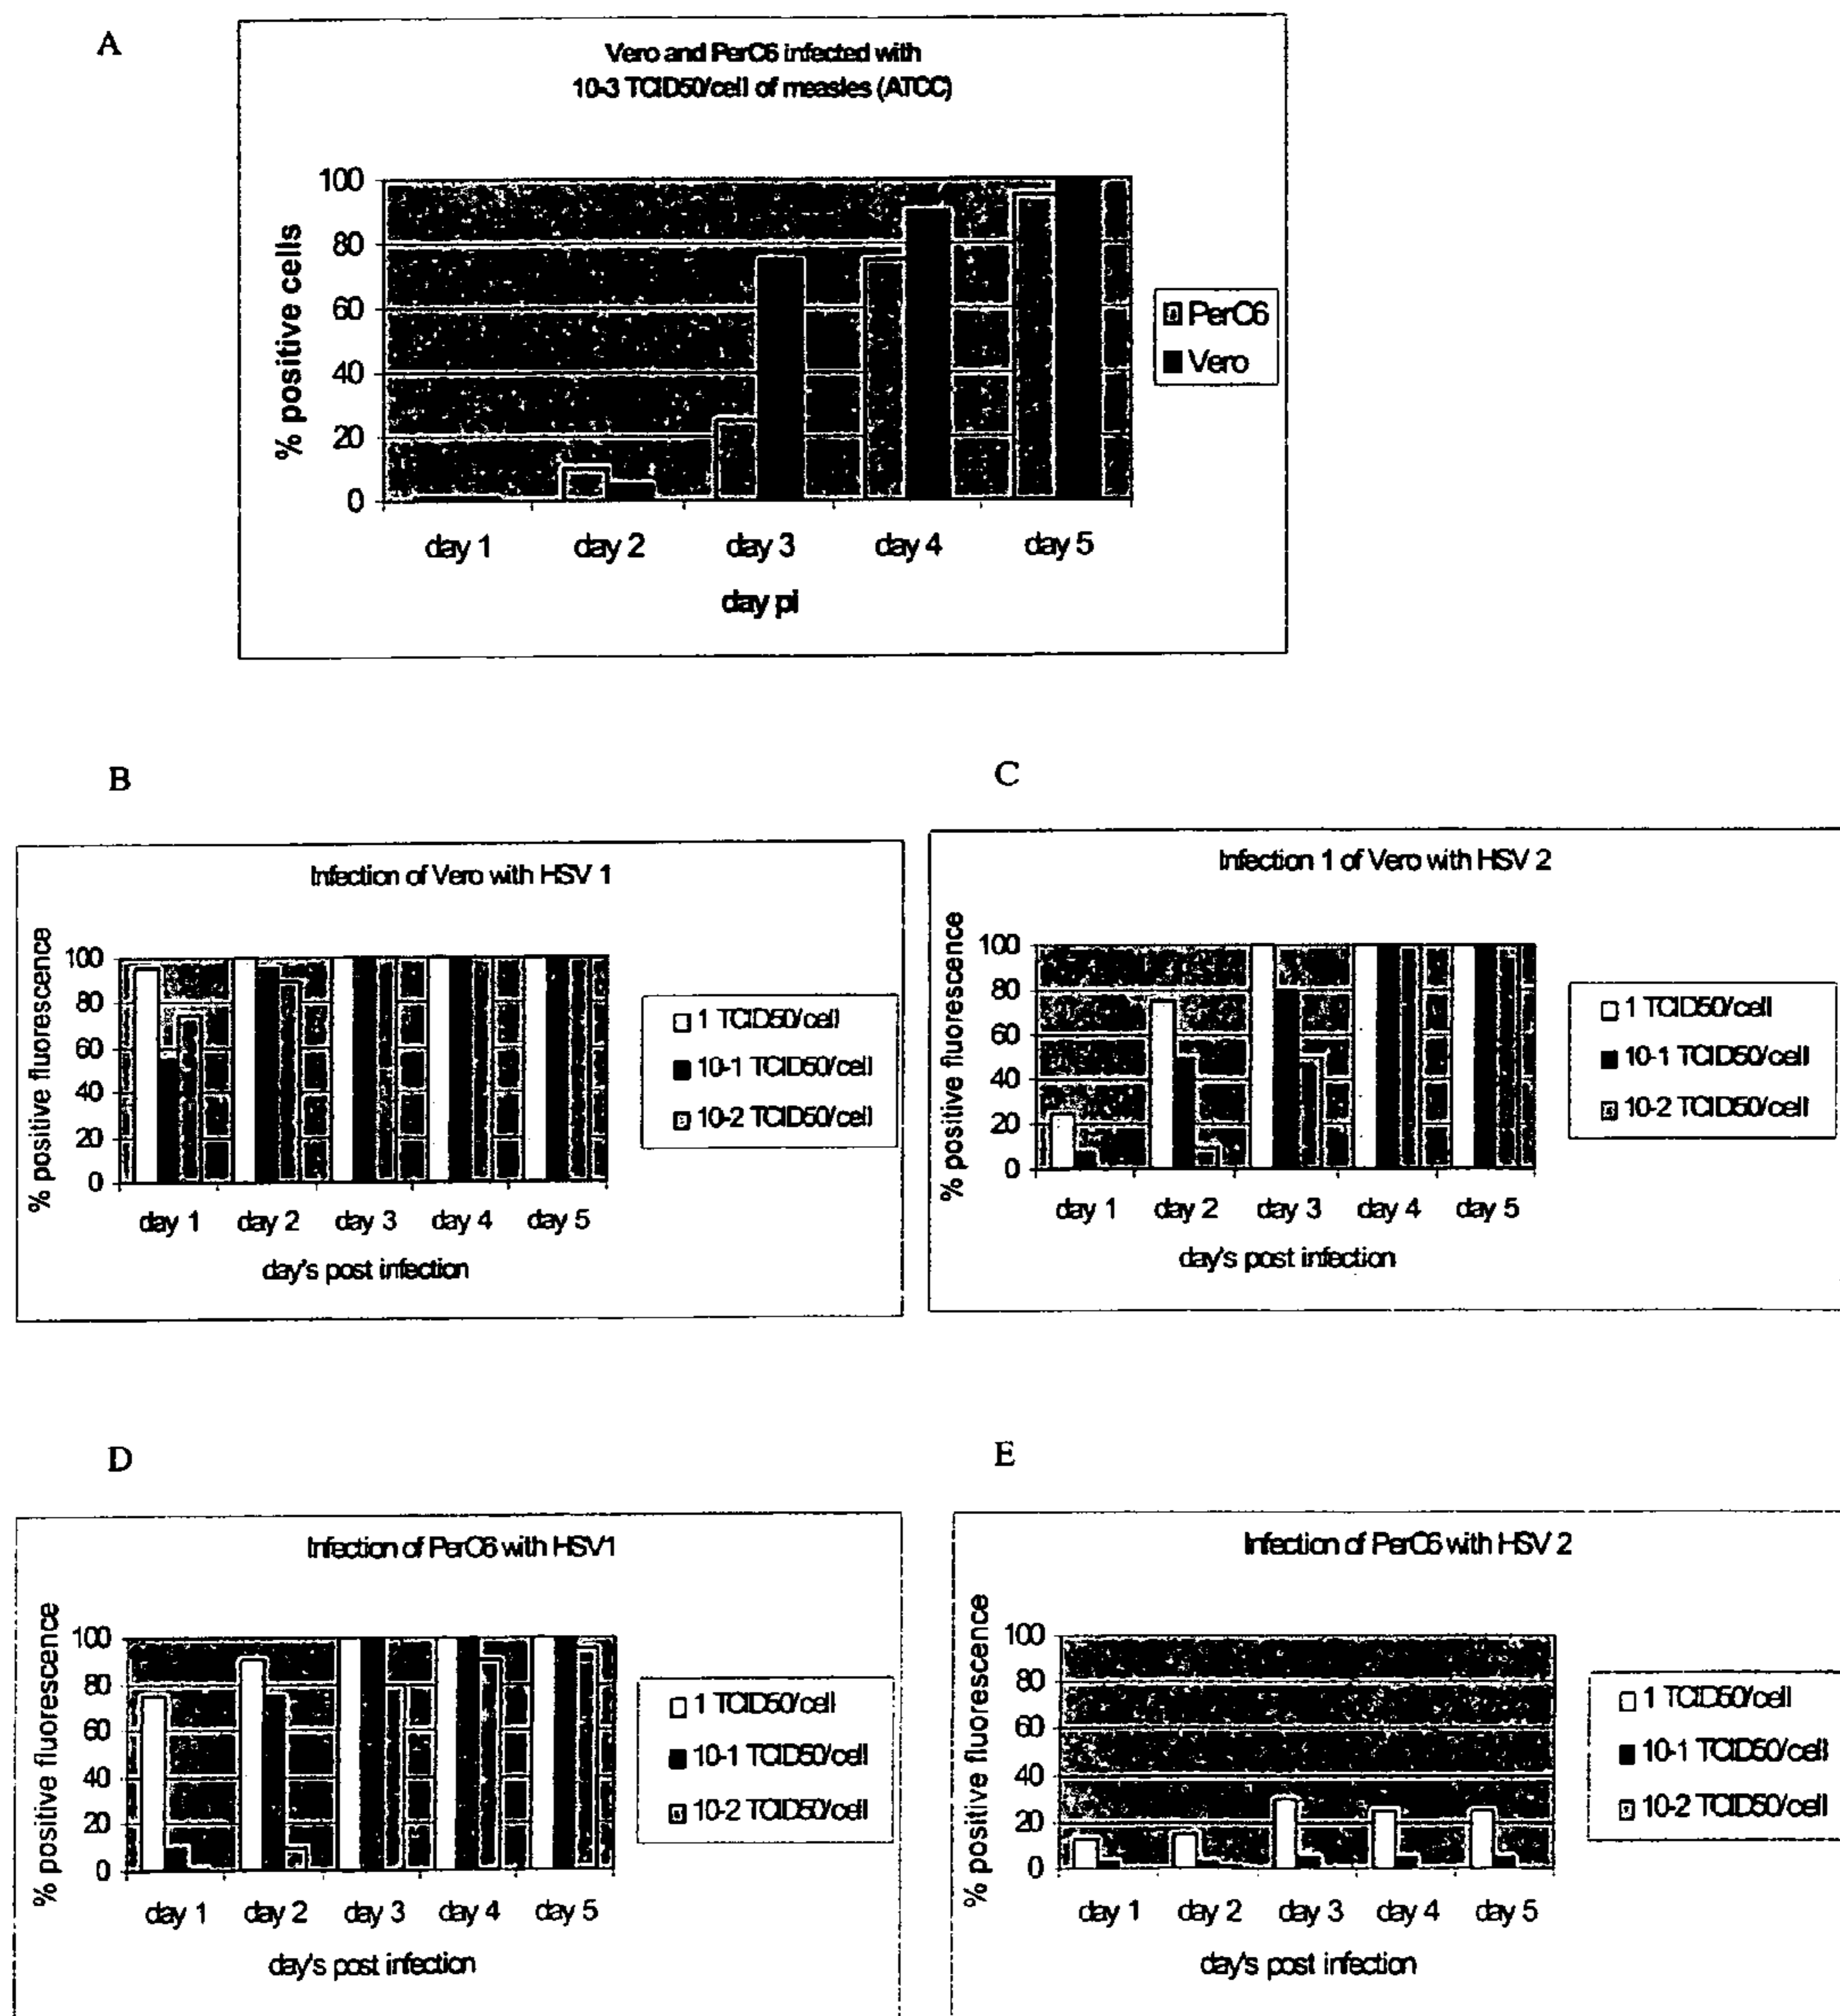 A
Vero and PerC6 infected with
10-3 TCID50/cell of measles (ATCC)
% positive cells
100
80
60
40
20
0
day 1 day 2 day 3 day 4 day 5
day pi
PerC6
Vero
B
Infection of Vero with HSV 1
% positive fluorescence
100
80
60
40
20
0
day 1 day 2 day 3 day 4 day 5
day's post infection
1 TCID50/cell
10-1 TCID50/cell
10-2 TCID50/cell
C
Infection 1 of Vero with HSV 2
% positive fluorescence
100
80
60
40
20
0
day 1 day 2 day 3 day 4 day 5
day's post infection
1 TCID50/cell
10-1 TCID50/cell
10-2 TCID50/cell
D
Infection of PerC6 with HSV1
% positive fluorescence
100
80
60
40
20
0
day 1 day 2 day 3 day 4 day 5
day's post infection
1 TCID50/cell
10-1 TCID50/cell
10-2 TCID50/cell
E
Infection of PerC6 with HSV 2
% positive fluorescence
100
80
60
40
20
0
day 1 day 2 day 3 day 4 day 5
day's post infection
1 TCID50/cell
10-1 TCID50/cell
10-2 TCID50/cell